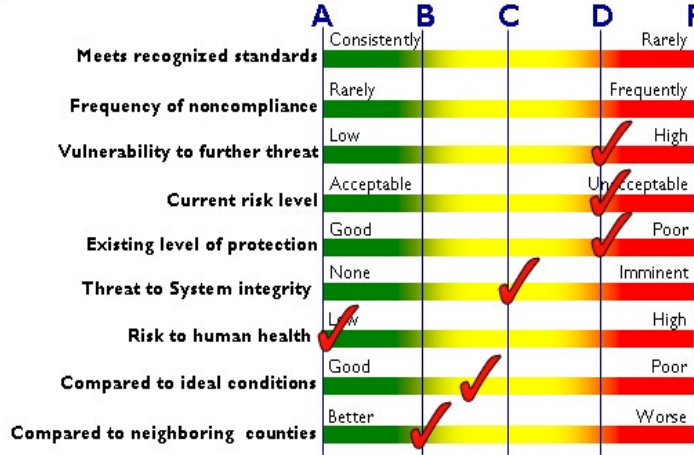 A B C D F
Consistently Rarely
Meets recognized standards
Rarely Frequently
Frequency of noncompliance
Low High
Vulnerability to further threat
Acceptable Unacceptable
Current risk level
Good Poor
Existing level of protection
None Imminent
Threat to System integrity
Low High
Risk to human health
Good Poor
Compared to ideal conditions
Better Worse
Compared to neighboring counties